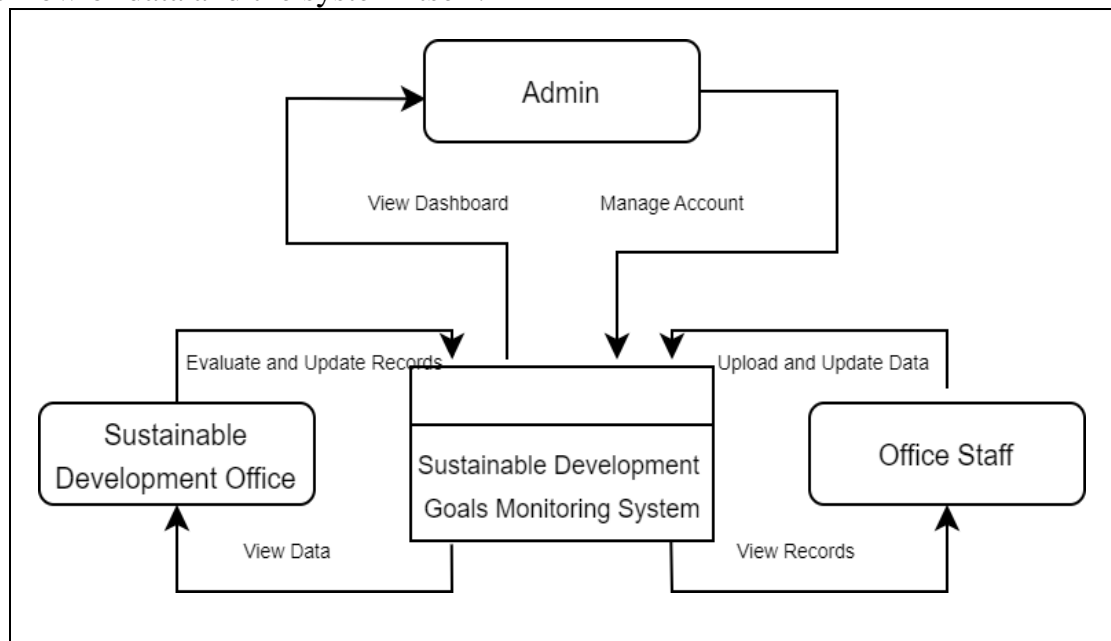 Admin
View Dashboard
Manage Account
Evaluate and Update Records
Upload and Update Data
Sustainable
Development Office
Sustainable Development
Goals Monitoring System
Office Staff
View Data
View Records